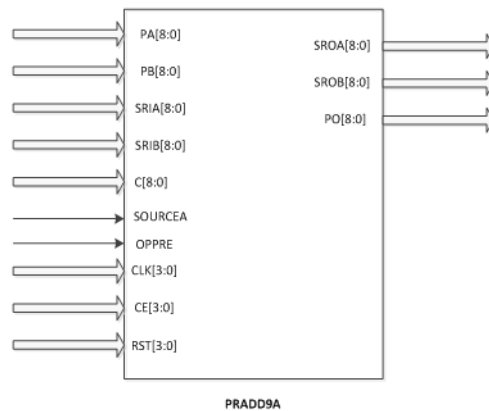 PA[8:0]
PB[8:0]
SRIA[8:0]
SRIB[8:0]
C[8:0]
SOURCEA
OPPRE
CLK[3:0]
CE[3:0]
RST[3:0]
SROA[8:0]
SROB[8:0]
PO[8:0]
PRADD9A